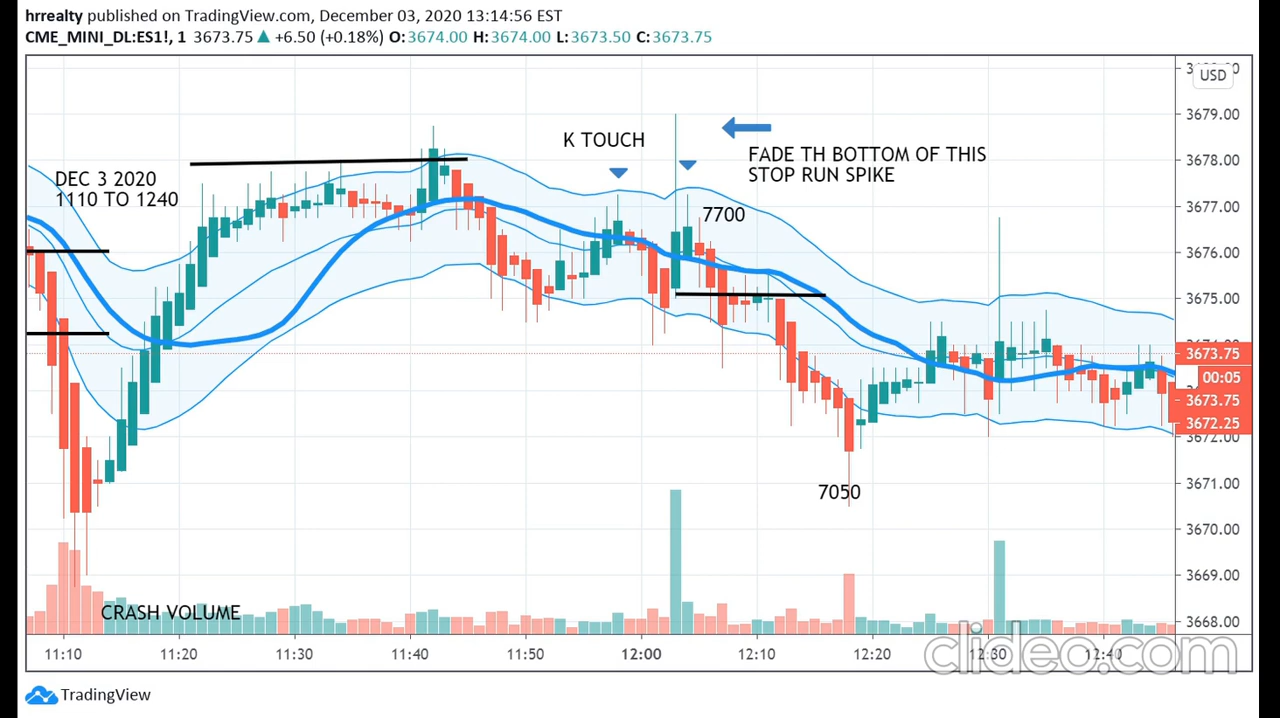 hrrealty published on TradingView.com, December 03, 2020 13:14:56 EST
CME_MINI_DL:ES1!, 1 3673.75 ▲ +6.50 (+0.18%) O:3674.00 H:3674.00 L:3673.50 C:3673.75
USD
3679.00
3678.00
3677.00
3676.00
3675.00
3673.75
00:05
3673.75
3672.25
3672.00
3671.00
3670.00
3669.00
3668.00
K TOUCH
FADE TH BOTTOM OF THIS
STOP RUN SPIKE
DEC 3 2020
1110 TO 1240
7700
7050
CRASH VOLUME
11:10 11:20 11:30 11:40 11:50 12:00 12:10 12:20 12:30 12:40
clideo.com
TradingView